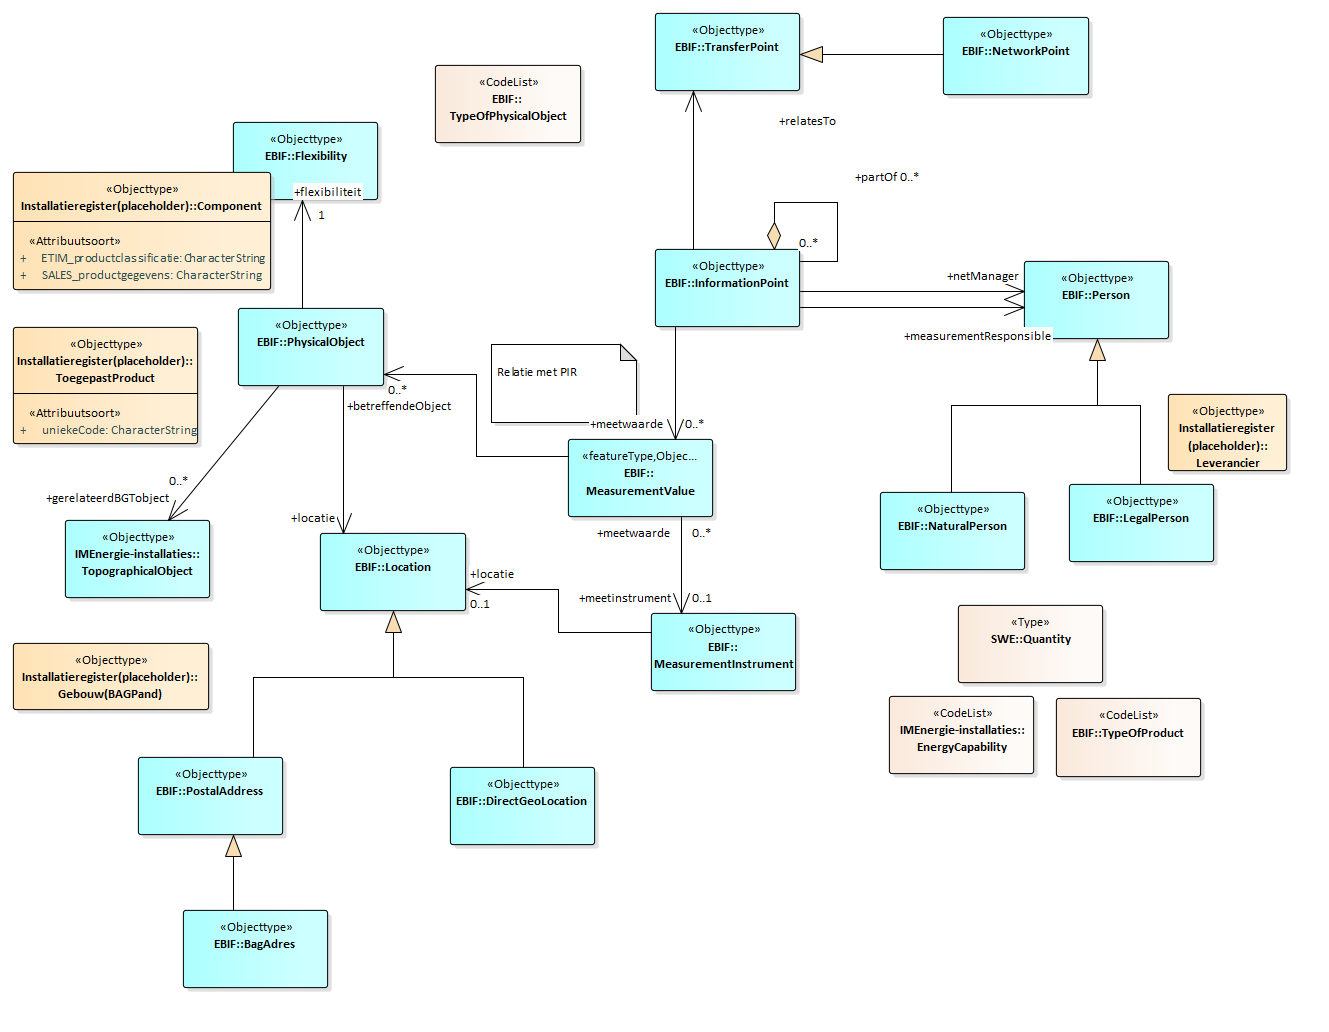 «Objecttype»
EBIF::TransferPoint
«Objecttype»
EBIF::NetworkPoint
«CodeList»
EBIF::
TypeOfPhysicalObject
+relatesTo
«Objecttype»
EBIF::Flexibility
+flexibiliteit
1
«Objecttype»
Installatieregister(placeholder)::Component
«Attribuutsoort»
+ ETIM_productclassificatie: CharacterString
+ SALES_productgegevens: CharacterString
+partOf 0..*
0..*
«Objecttype»
EBIF::InformationPoint
+netManager
+measurementResponsible
«Objecttype»
EBIF::Person
«Objecttype»
EBIF::PhysicalObject
«Objecttype»
Installatieregister(placeholder)::
ToegepastProduct
«Attribuutsoort»
+ uniekeCode: CharacterString
Relatie met PIR
0..*
+betreffendeObject
+meetwaarde
0..*
«Objecttype»
Installatieregister
(placeholder)::
Leverancier
«featureType,Objec...
EBIF::
MeasurementValue
0..*
+gerelateerdBGTobject
«Objecttype»
EBIF::NaturalPerson
«Objecttype»
EBIF::LegalPerson
+locatie
«Objecttype»
IMEnergie-installaties::
TopographicalObject
«Objecttype»
EBIF::Location
+meetwaarde
0..*
+locatie
0..1
+meetinstrument
0..1
«Objecttype»
EBIF::
MeasurementInstrument
«Type»
SWE::Quantity
«Objecttype»
Installatieregister(placeholder)::
Gebouw(BAGPand)
«CodeList»
IMEnergie-installaties::
EnergyCapability
«CodeList»
EBIF::TypeOfProduct
«Objecttype»
EBIF::PostalAddress
«Objecttype»
EBIF::DirectGeoLocation
«Objecttype»
EBIF::BagAdres